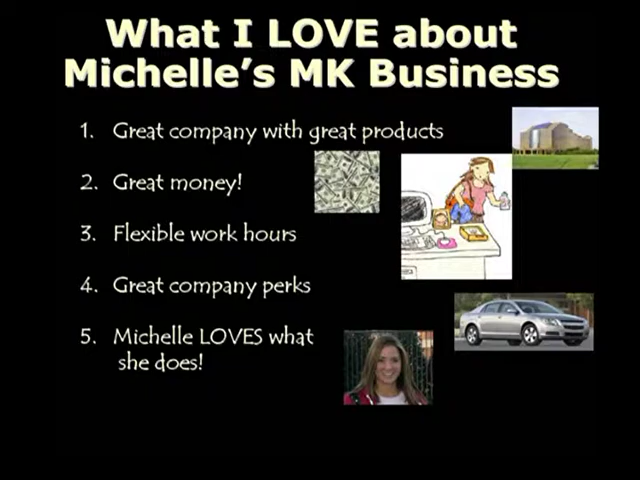 What I LOVE about
Michelle's MK Business
1. Great company with great products
2. Great money!
3. Flexible work hours
4. Great company perks
5. Michelle LOVES what
she does!